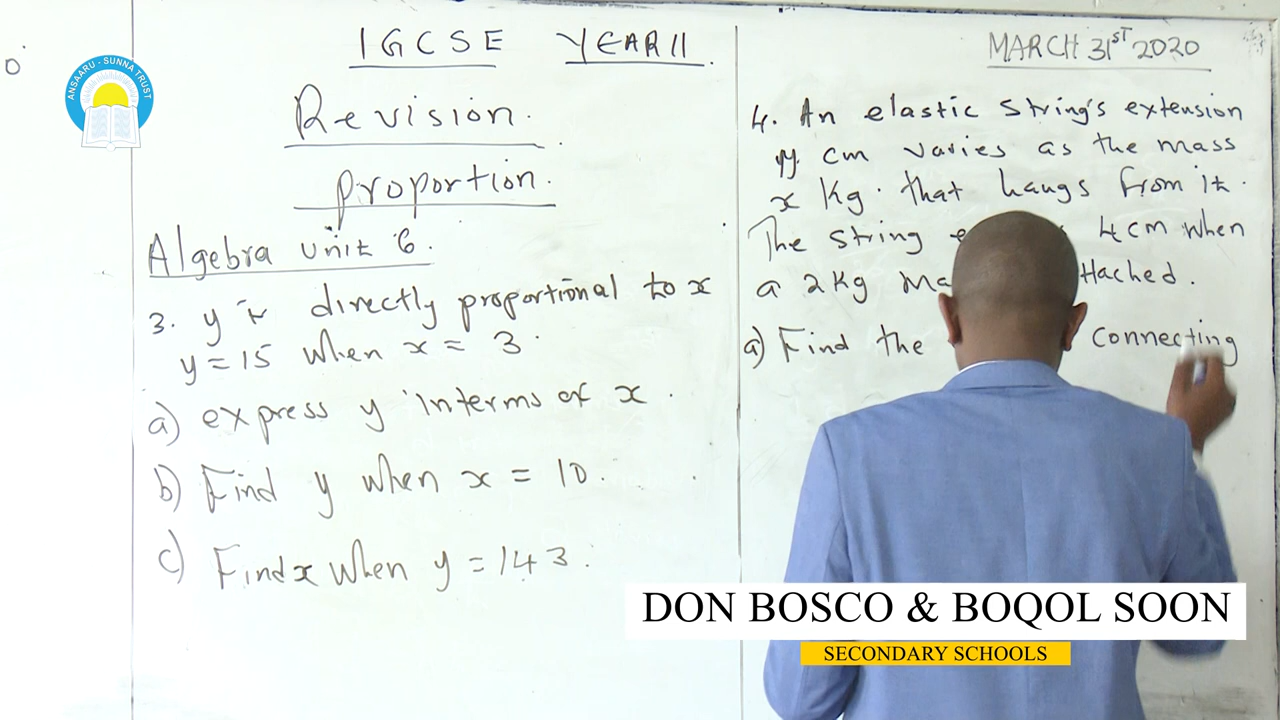 ANSAARU - SUNNA TRUST
IGCSE YEAR 11
Revision
proportion.
Algebra unit 6.
3. y is directly proportional to x
y = 15 when x = 3.
a) express y interms of x.
b) Find y when x = 10.
c) Find x when y = 143.
MARCH 31ST 2020
4. An elastic string's extension
y cm varies as the mass
x Kg. that hangs from it.
The string 4cm when
a 2Kg
a) Find the connecting
DON BOSCO & BOQOL SOON
SECONDARY SCHOOLS